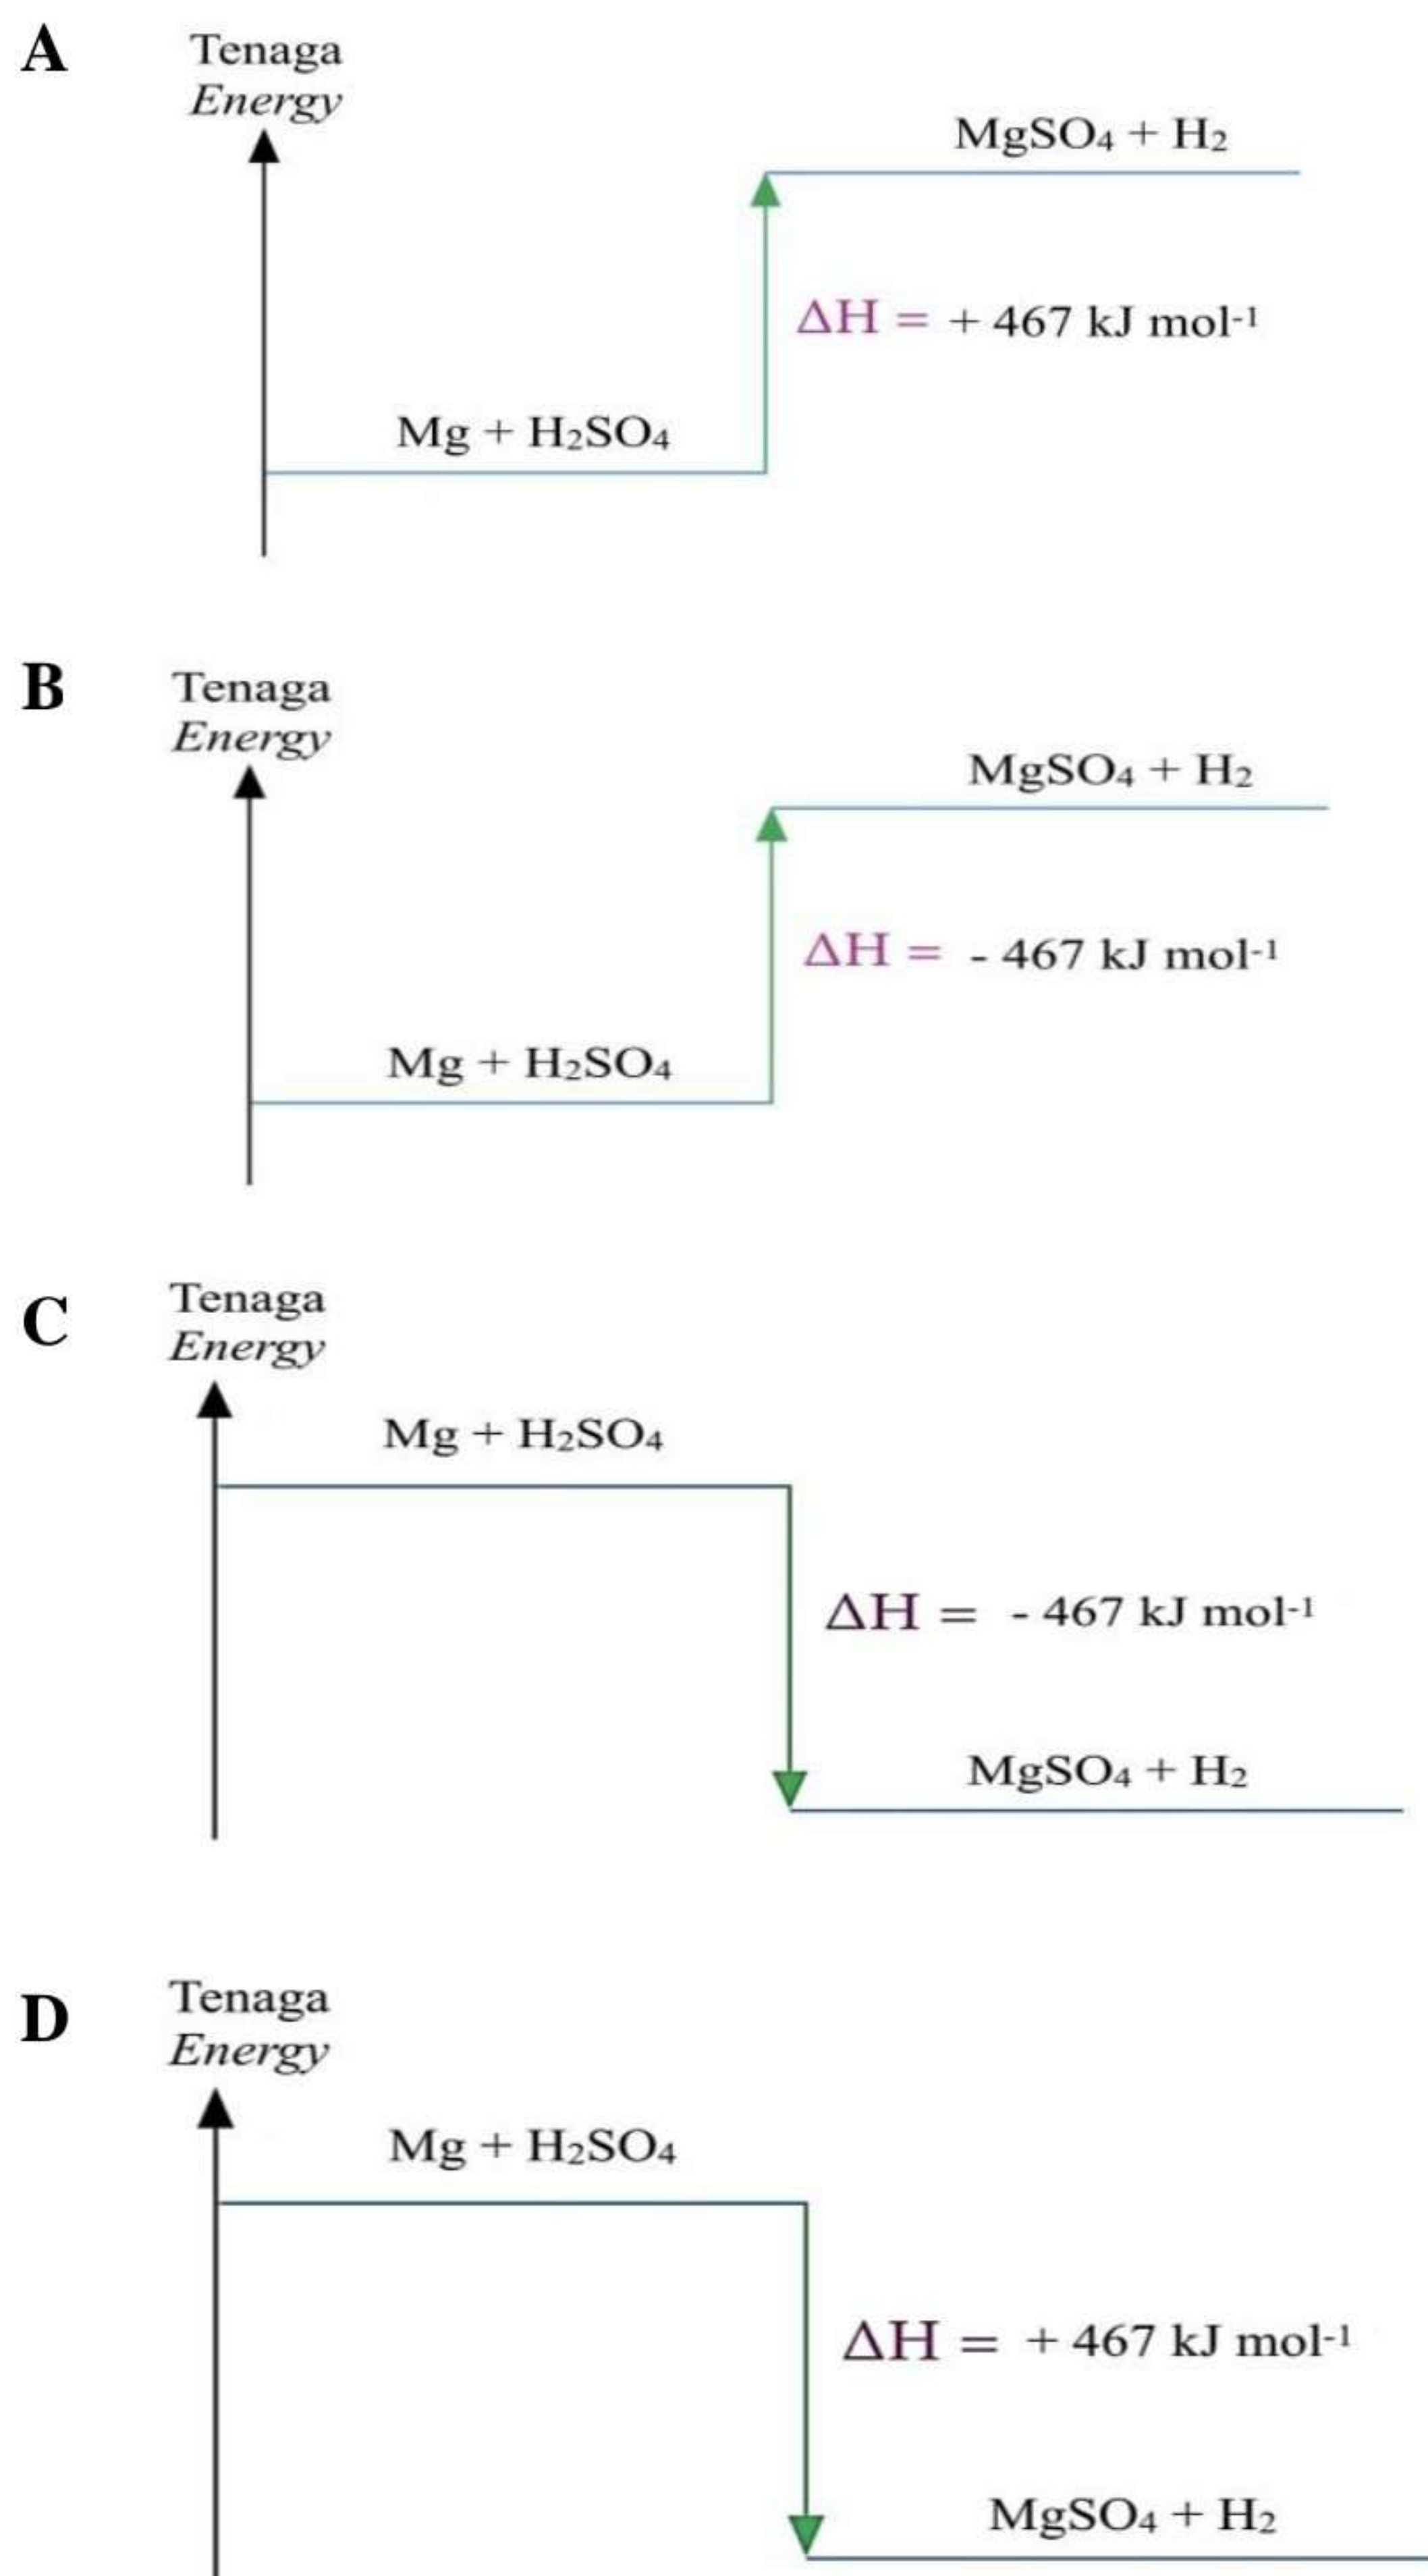 A
Tenaga
Energy
MgSO₄ + H₂
ΔH = + 467 kJ mol⁻¹
Mg + H₂SO₄
B
Tenaga
Energy
MgSO₄ + H₂
ΔH = - 467 kJ mol⁻¹
Mg + H₂SO₄
C
Tenaga
Energy
Mg + H₂SO₄
ΔH = - 467 kJ mol⁻¹
MgSO₄ + H₂
D
Tenaga
Energy
Mg + H₂SO₄
ΔH = + 467 kJ mol⁻¹
MgSO₄ + H₂